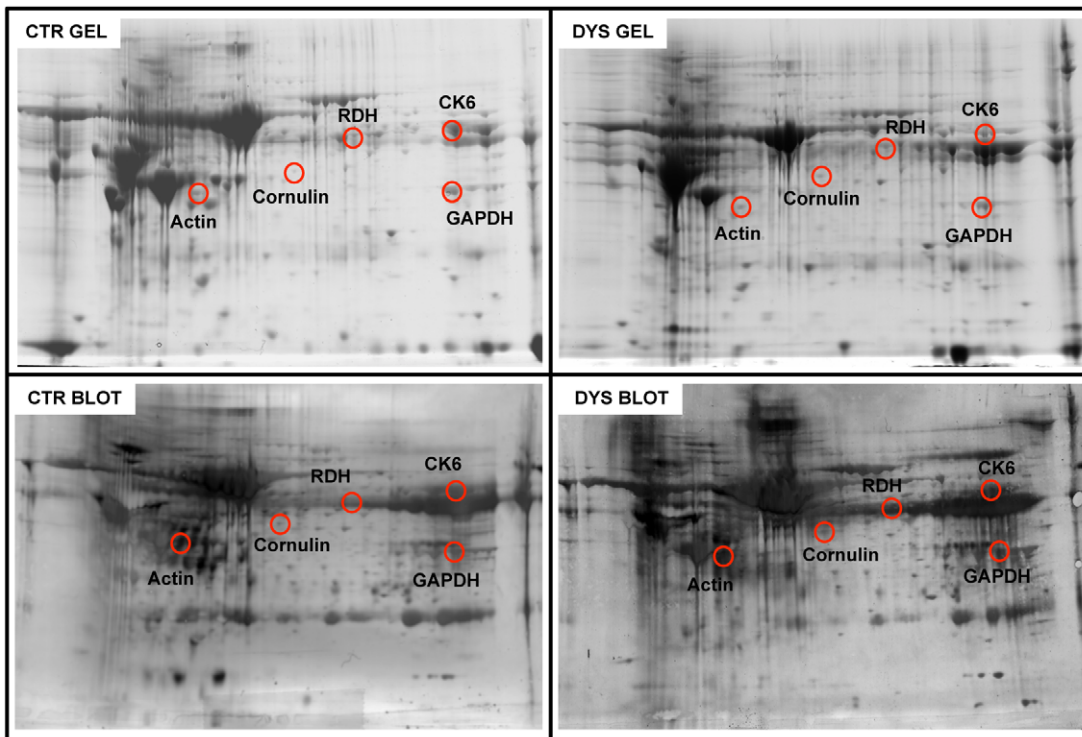 CTR GEL
RDH
CK6
Cornulin
Actin
GAPDH
DYS GEL
CK6
RDH
Cornulin
Actin
GAPDH
CTR BLOT
RDH
CK6
Cornulin
Actin
GAPDH
DYS BLOT
CK6
RDH
Cornulin
Actin
GAPDH